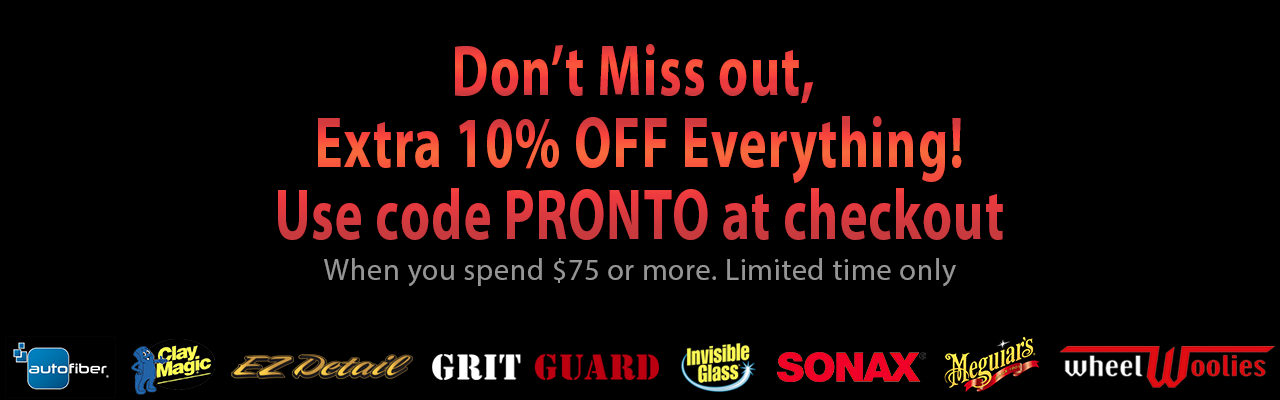 Don't Miss out,
Extra 10% OFF Everything!
Use code PRONTO at checkout
When you spend $75 or more. Limited time only
autofiber.
Clay
Magic
EZ Detail
GRIT GUARD
Invisible
Glass
SONAX
Meguiar's
wheel Woolies